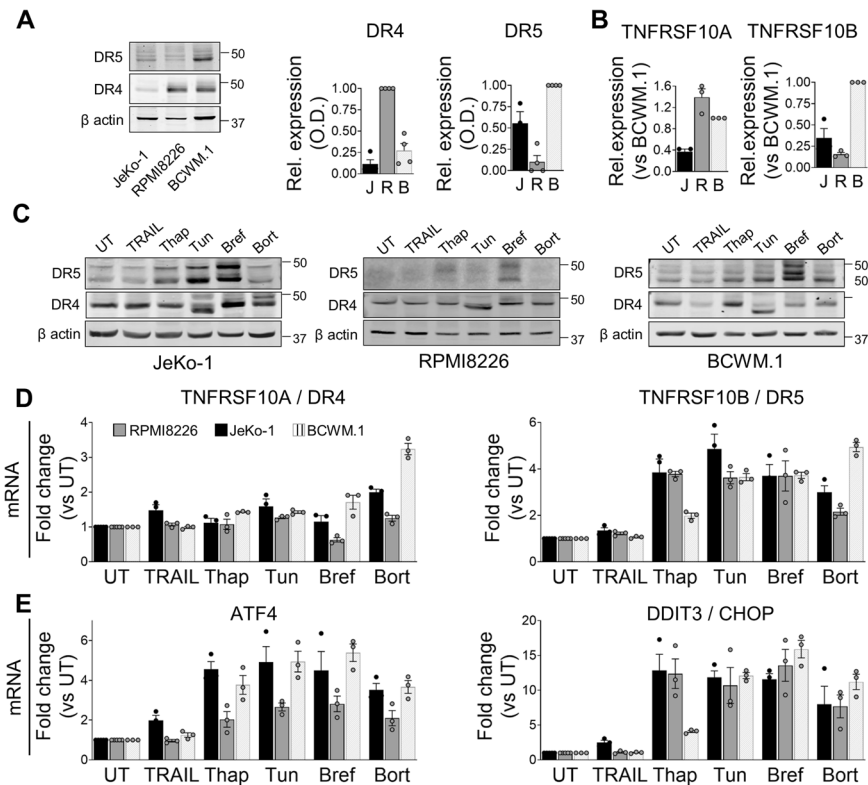 A
DR5
50
DR4
50
β actin
37
JeKo-1
RPMI8226
BCWM.1
DR4
Rel. expression
(O.D.)
1.00
0.75
0.50
0.25
0.00
J R B
DR5
Rel. expression
(O.D.)
1.00
0.75
0.50
0.25
0.00
J R B
B
TNFRSF10A
Rel.expression
(vs BCWM.1)
1.6
1.2
0.8
0.4
0.0
J R B
TNFRSF10B
Rel.expression
(vs BCWM.1)
1.00
0.75
0.50
0.25
0.00
J R B
C
UT TRAIL Thap Tun Bref Bort
DR5
50
DR4
50
β actin
37
JeKo-1
UT TRAIL Thap Tun Bref Bort
DR5
50
DR4
50
β actin
37
RPMI8226
UT TRAIL Thap Tun Bref Bort
DR5
50
50
DR4
β actin
37
BCWM.1
D
TNFRSF10A / DR4
mRNA
Fold change
(vs UT)
4
3
2
1
0
RPMI8226 JeKo-1 BCWM.1
UT TRAIL Thap Tun Bref Bort
TNFRSF10B / DR5
Fold change
(vs UT)
6
4
2
0
UT TRAIL Thap Tun Bref Bort
E
ATF4
mRNA
Fold change
(vs UT)
6
4
2
0
UT TRAIL Thap Tun Bref Bort
DDIT3 / CHOP
Fold change
(vs UT)
20
15
10
5
0
UT TRAIL Thap Tun Bref Bort